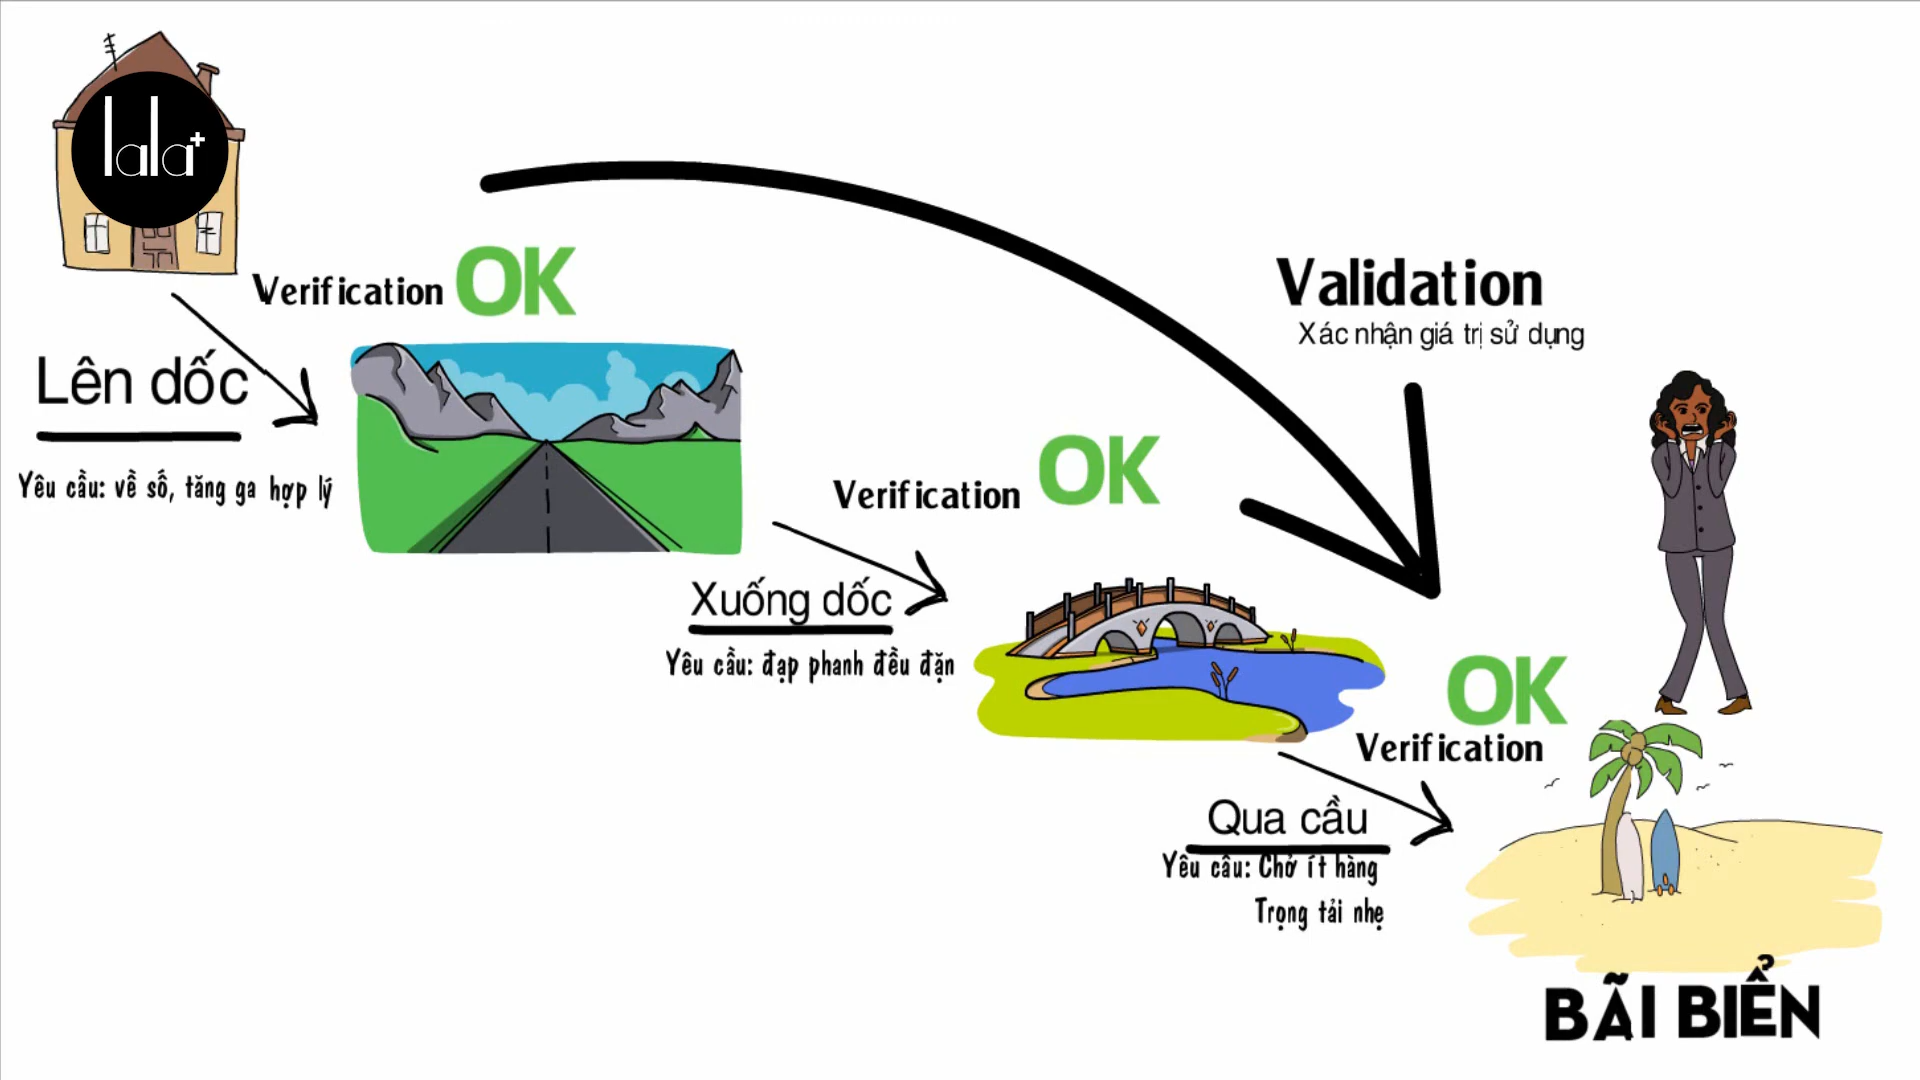 lala+
Verification OK
Lên dốc
Yêu cầu: về số, tăng ga hợp lý
Validation
Xác nhận giá trị sử dụng
Verification OK
Xuống dốc
Yêu cầu: đạp phanh đều đặn
OK
Verification
Qua cầu
Yêu cầu: Chở ít hàng
Trọng tải nhẹ
BÃI BIỂN